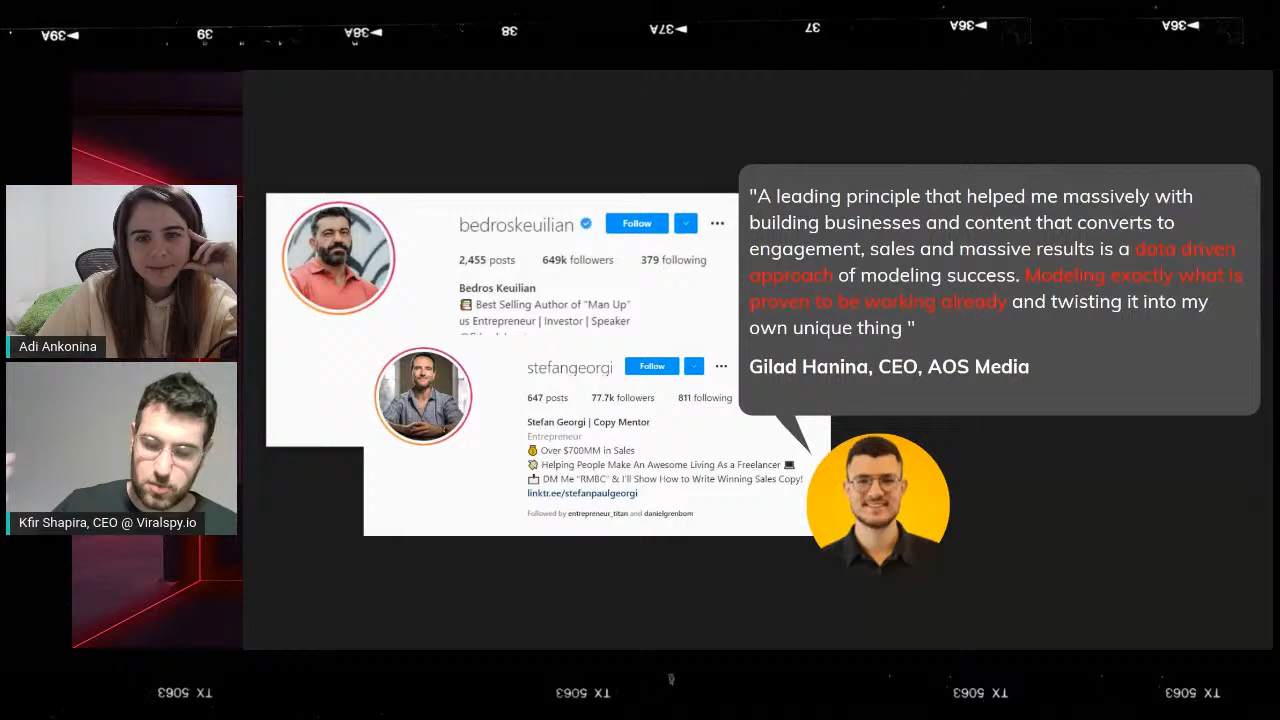 39A
39
38A
38
37A
37
36A
36A
bedroskeuilian
Follow
2,455 posts 649k followers 379 following
Bedros Keuilian
Best Selling Author of "Man Up"
us Entrepreneur | Investor | Speaker
stefangeorgi
Follow
647 posts 77.7k followers 811 following
Stefan Georgi | Copy Mentor
Entrepreneur
Over $700MM in Sales
Helping People Make An Awesome Living As a Freelancer
DM Me "RMBC" & I'll Show How to Write Winning Sales Copy!
linktr.ee/stefanpaulgeorgi
Followed by entrepreneur_titan and danielgrenbom
"A leading principle that helped me massively with
building businesses and content that converts to
engagement, sales and massive results is a data driven
approach of modeling success. Modeling exactly what is
proven to be working already and twisting it into my
own unique thing "
Gilad Hanina, CEO, AOS Media
Adi Ankonina
Kfir Shapira, CEO @ Viralspy.io
TX 5063
TX 5063
TX 5063
TX 5063